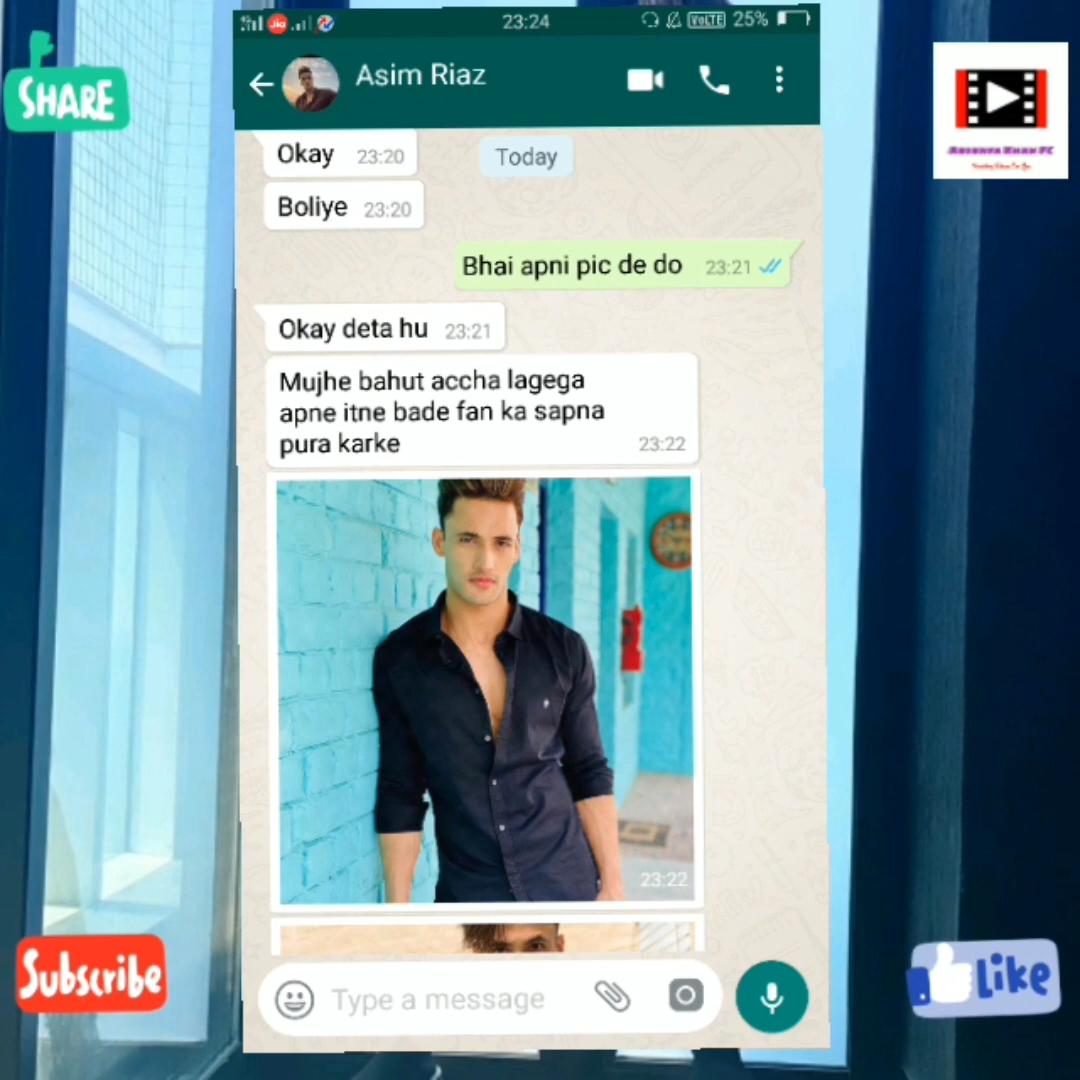 SHARE
Jio
23:24
VoLTE
25%
Asim Riaz
Okay 23:20
Today
Boliye 23:20
Bhai apni pic de do 23:21
Okay deta hu 23:21
Mujhe bahut accha lagega
apne itne bade fan ka sapna
pura karke 23:22
23:22
Type a message
Subscribe
Like